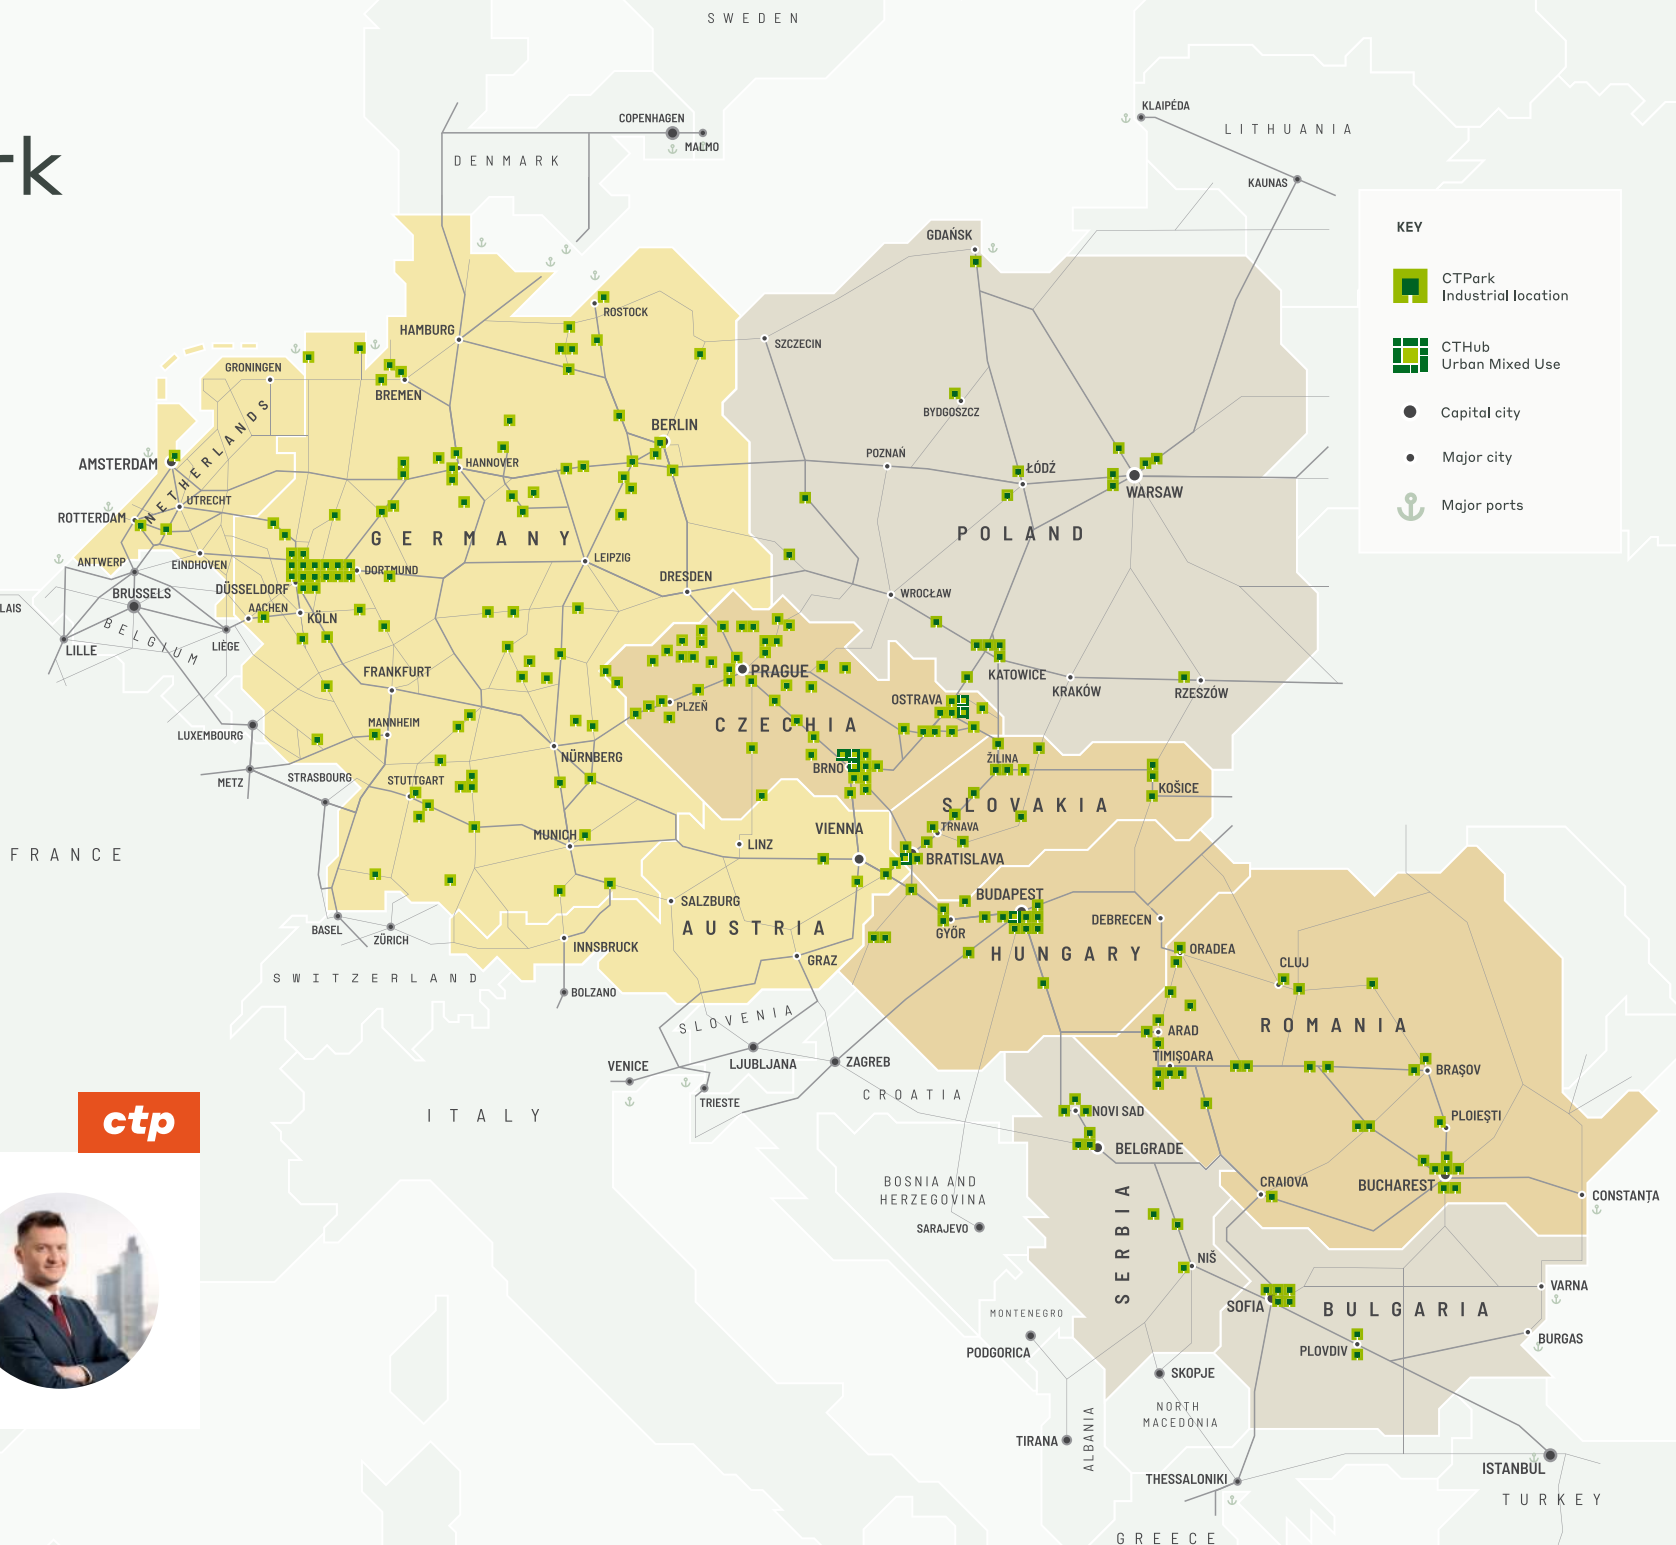 rk
SWEDEN
COPENHAGEN
MALMO
DENMARK
KLAIPĖDA
LITHUANIA
KAUNAS
KEY
CTPark
Industrial location
CTHub
Urban Mixed Use
Capital city
Major city
Major ports
GDAŃSK
ROSTOCK
HAMBURG
SZCZECIN
GRONINGEN
BREMEN
BYDGOSZCZ
BERLIN
NETHERLANDS
AMSTERDAM
HANNOVER
POZNAŃ
ŁÓDŹ
WARSAW
UTRECHT
ROTTERDAM
GERMANY
POLAND
ANTWERP
EINDHOVEN
DORTMUND
LEIPZIG
DRESDEN
BRUSSELS
DÜSSELDORF
WROCŁAW
LAIS
AACHEN
KÖLN
BELGIUM
LIÈGE
LILLE
FRANKFURT
PRAGUE
KATOWICE
KRAKÓW
RZESZÓW
OSTRAVA
PLZEŇ
LUXEMBOURG
MANNHEIM
CZECHIA
NÜRNBERG
ŽILINA
BRNO
METZ
STRASBOURG
STUTTGART
KOŠICE
SLOVAKIA
TRNAVA
VIENNA
MUNICH
LINZ
FRANCE
BRATISLAVA
BUDAPEST
SALZBURG
AUSTRIA
DEBRECEN
BASEL
ZÜRICH
GYŐR
INNSBRUCK
HUNGARY
ORADEA
GRAZ
CLUJ
SWITZERLAND
BOLZANO
SLOVENIA
ROMANIA
ARAD
TIMIȘOARA
VENICE
LJUBLJANA
ZAGREB
BRAȘOV
TRIESTE
CROATIA
NOVI SAD
ITALY
PLOIEȘTI
ctp
BELGRADE
BOSNIA AND
HERZEGOVINA
CRAIOVA
BUCHAREST
CONSTANȚA
SARAJEVO
SERBIA
NIŠ
VARNA
SOFIA
BULGARIA
MONTENEGRO
BURGAS
PODGORICA
PLOVDIV
SKOPJE
NORTH
MACEDONIA
TIRANA
ALBANIA
ISTANBUL
THESSALONIKI
TURKEY
GREECE